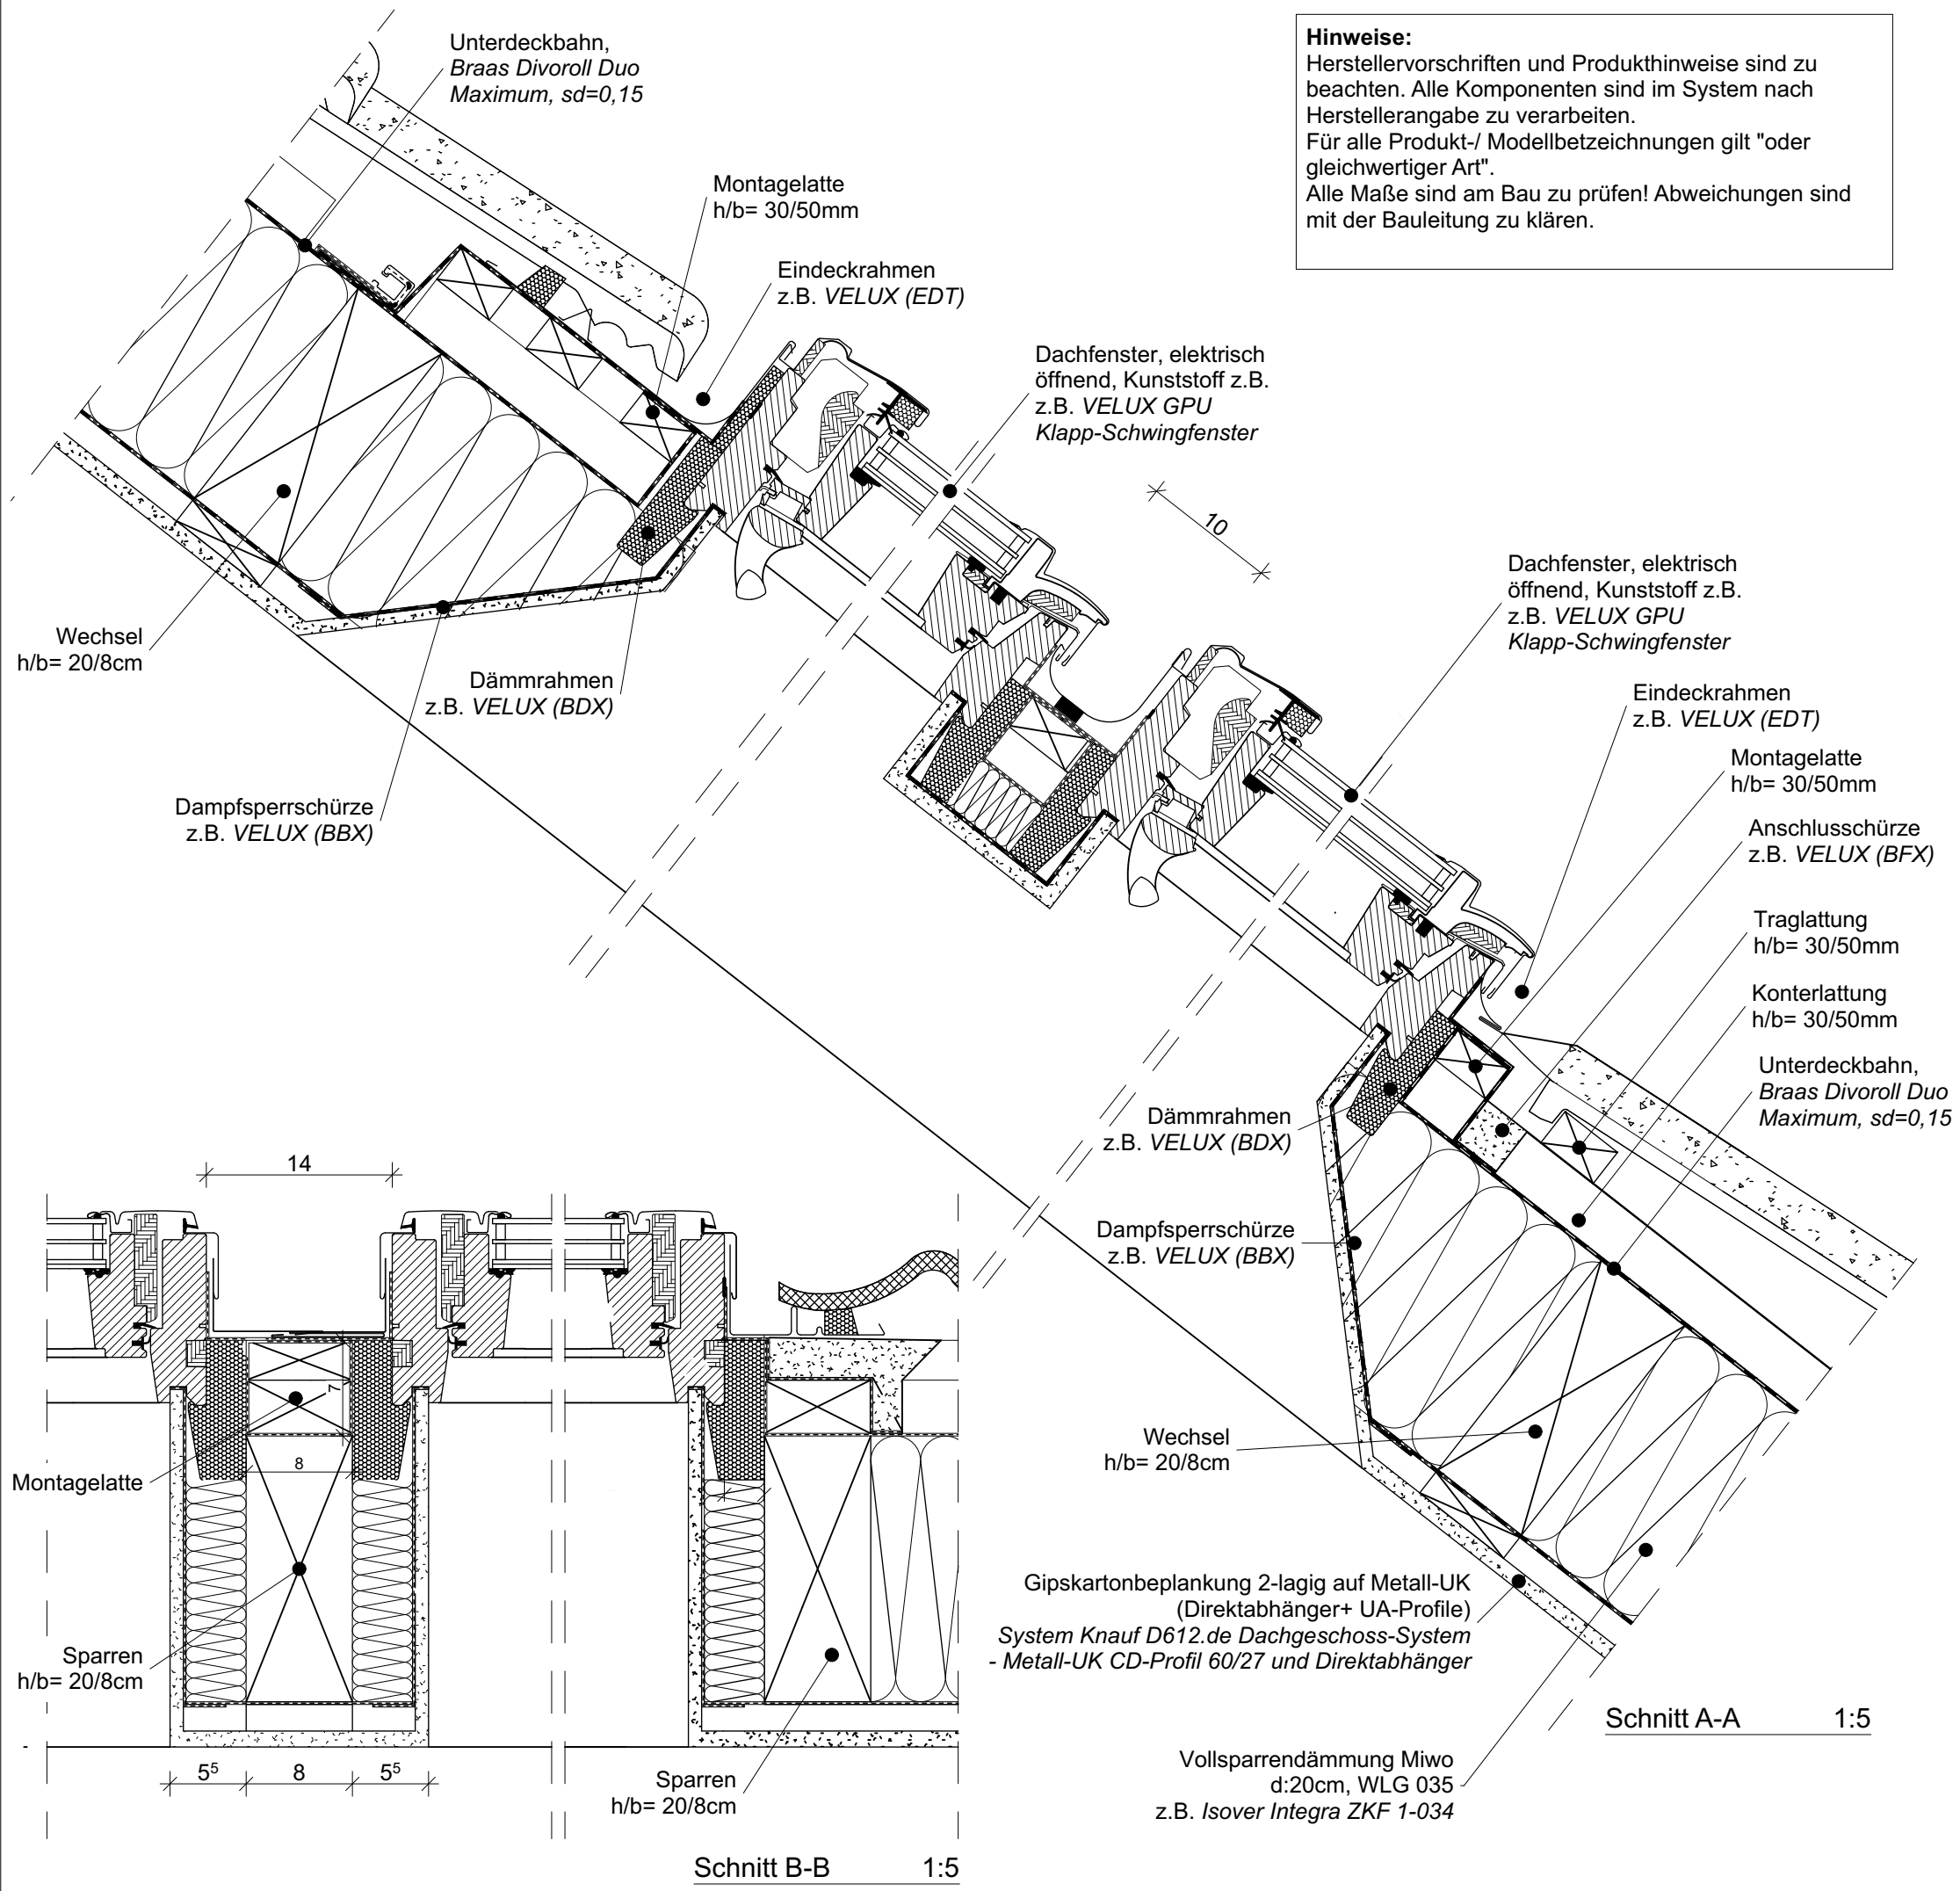 Unterdeckbahn,
Braas Divoroll Duo
Maximum, sd=0,15
Montagelatte
h/b= 30/50mm
Eindeckrahmen
z.B. VELUX (EDT)
Hinweise:
Herstellervorschriften und Produkthinweise sind zu
beachten. Alle Komponenten sind im System nach
Herstellerangabe zu verarbeiten.
Für alle Produkt-/ Modellbetzeichnungen gilt "oder
gleichwertiger Art".
Alle Maße sind am Bau zu prüfen! Abweichungen sind
mit der Bauleitung zu klären.
Dachfenster, elektrisch
öffnend, Kunststoff z.B.
z.B. VELUX GPU
Klapp-Schwingfenster
10
Dachfenster, elektrisch
öffnend, Kunststoff z.B.
z.B. VELUX GPU
Klapp-Schwingfenster
Wechsel
h/b= 20/8cm
Dämmrahmen
z.B. VELUX (BDX)
Dampfsperrschürze
z.B. VELUX (BBX)
Eindeckrahmen
z.B. VELUX (EDT)
Montagelatte
h/b= 30/50mm
Anschlusschürze
z.B. VELUX (BFX)
Traglattung
h/b= 30/50mm
Konterlattung
h/b= 30/50mm
Unterdeckbahn,
Braas Divoroll Duo
Maximum, sd=0,15
Dämmrahmen
z.B. VELUX (BDX)
Dampfsperrschürze
z.B. VELUX (BBX)
Wechsel
h/b= 20/8cm
Gipskartonbeplankung 2-lagig auf Metall-UK
(Direktabhänger+ UA-Profile)
System Knauf D612.de Dachgeschoss-System
- Metall-UK CD-Profil 60/27 und Direktabhänger
Vollsparrendämmung Miwo
d:20cm, WLG 035
z.B. Isover Integra ZKF 1-034
Schnitt A-A 1:5
14
7
8
Montagelatte
Sparren
h/b= 20/8cm
5⁵ 8 5⁵
Sparren
h/b= 20/8cm
Schnitt B-B 1:5